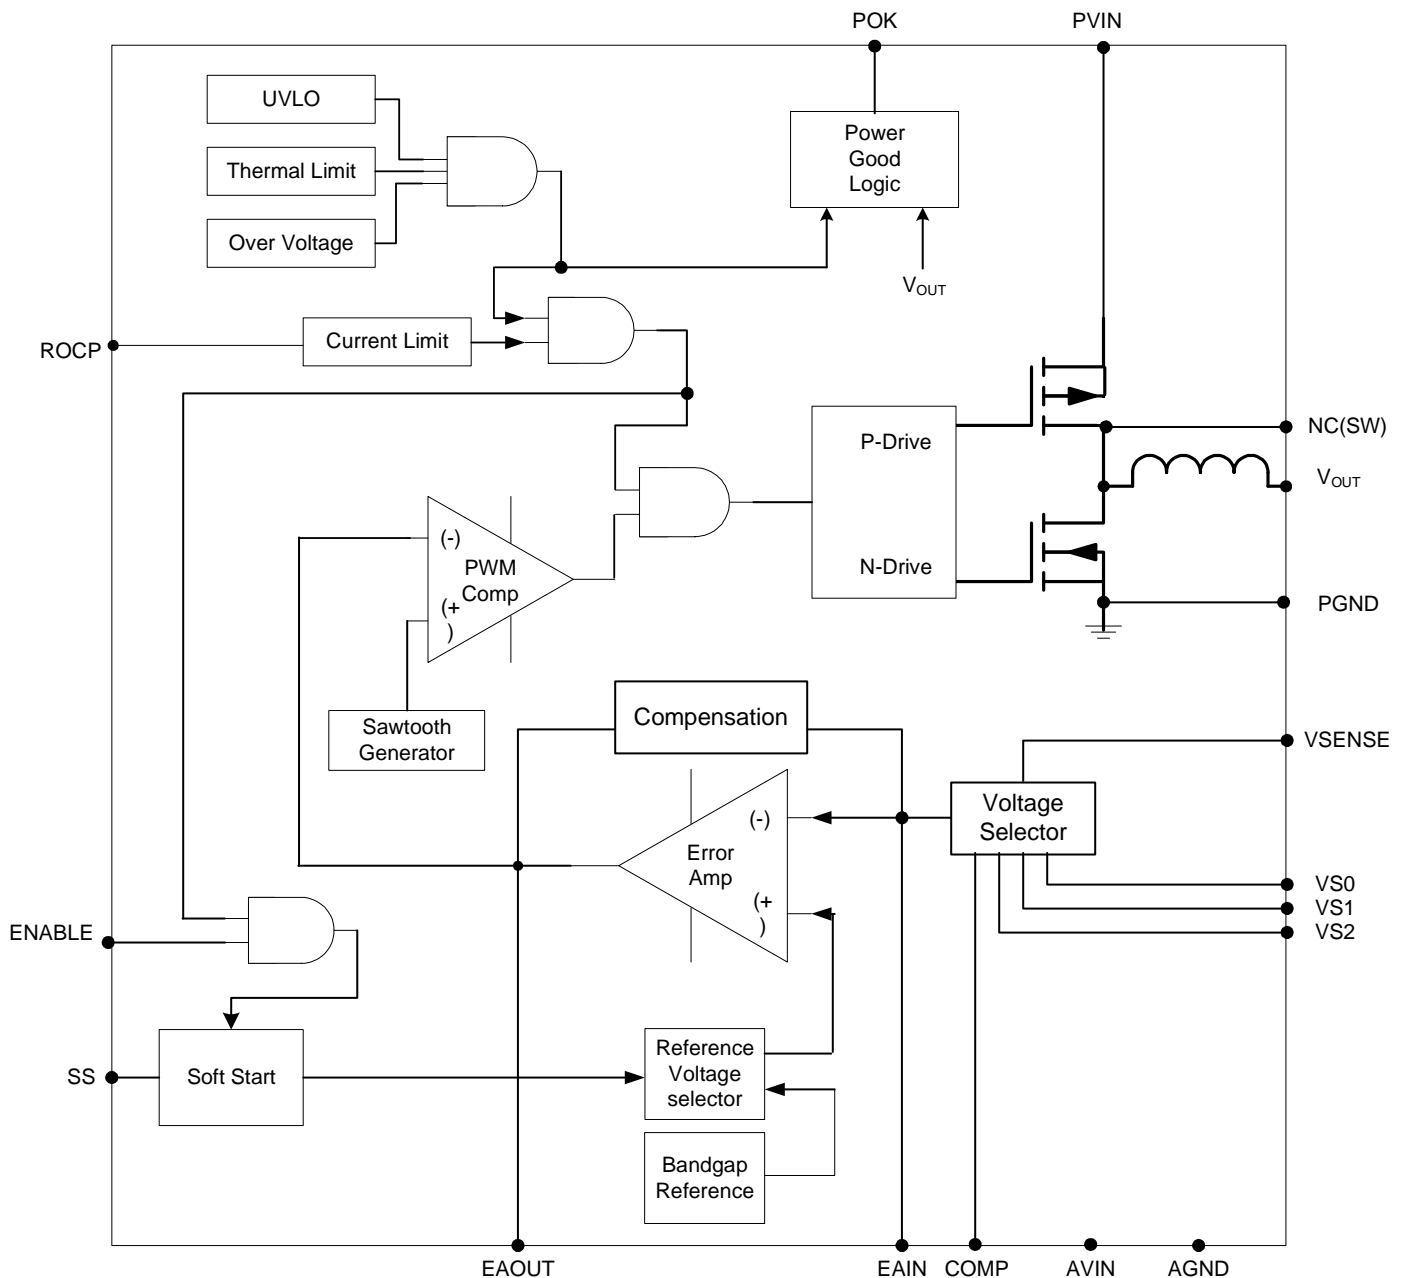 POK
PVIN
UVLO
Power
Good
Logic
Thermal Limit
Over Voltage
VOUT
ROCP
Current Limit
P-Drive
NC(SW)
VOUT
(-)
PWM
Comp
(+
)
N-Drive
PGND
Sawtooth
Generator
Compensation
VSENSE
Voltage
Selector
(-)
Error
Amp
(+
)
VS0
VS1
VS2
ENABLE
SS
Soft Start
Reference
Voltage
selector
Bandgap
Reference
EAOUT
EAIN
COMP
AVIN
AGND